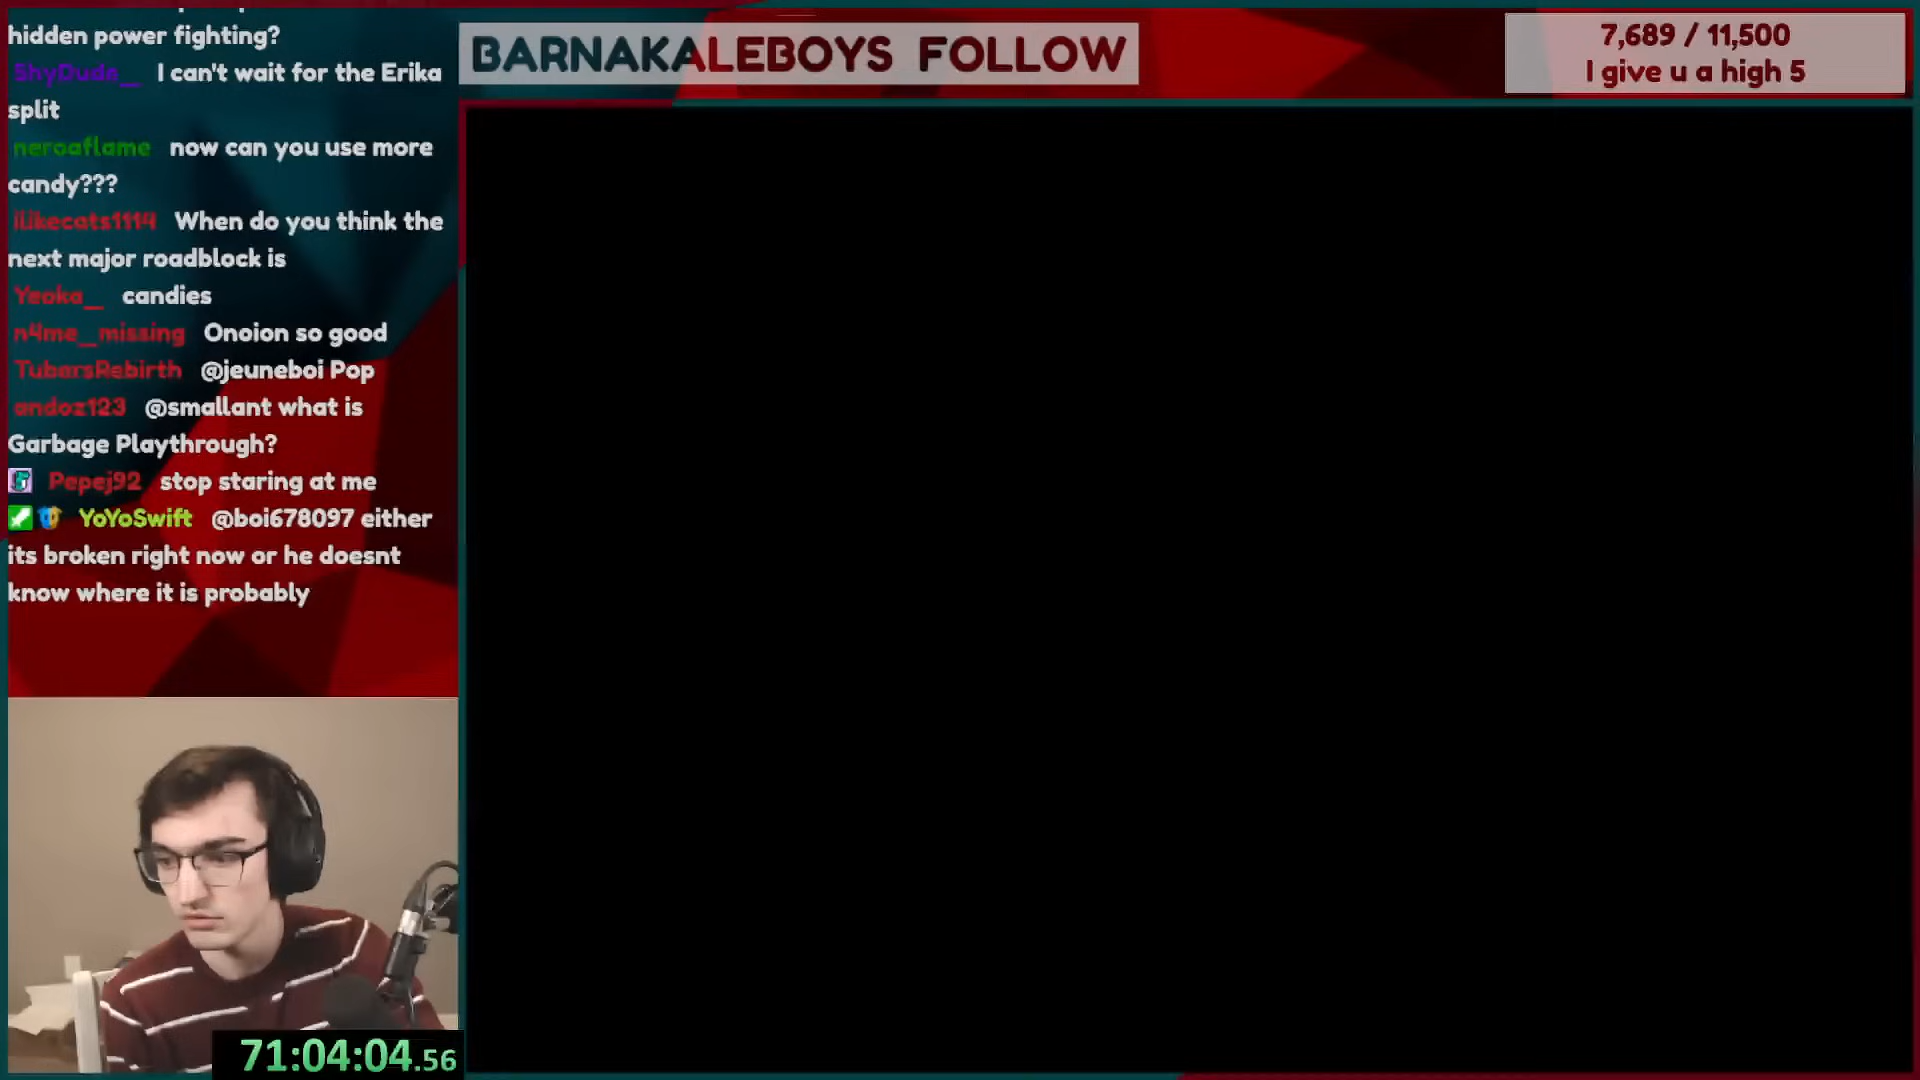 hidden power fighting?
ShyDude__ I can't wait for the Erika
split
neroaflame now can you use more
candy???
ilikecats1114 When do you think the
next major roadblock is
Yeoka__ candies
n4me__missing Onoion so good
TubersRebirth @jeuneboi Pop
andoz123 @smallant what is
Garbage Playthrough?
Pepej92 stop staring at me
YoYoSwift @boi678097 either
its broken right now or he doesnt
know where it is probably
BARNAKALEBOYS FOLLOW
7,689 / 11,500
I give u a high 5
71:04:04.56